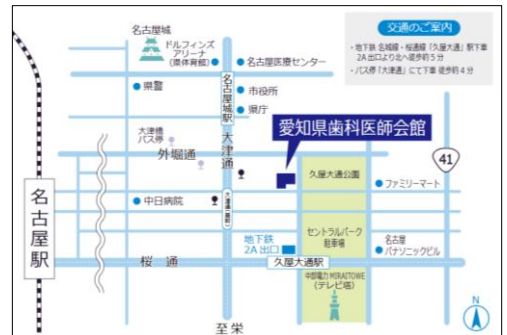 交通のご案内
・地下鉄 名城線・桜通線「久屋大通」駅下車
2A出口より北へ徒歩約5分
・バス停「大津通」にて下車 徒歩約4分
名古屋城
ドルフィンズ
アリーナ
(県体育館)
名古屋医療センター
県警
市役所
県庁
名古屋城駅
大津橋
バス停
外堀通
大津通
愛知県歯科医師会館
久屋大通公園
41
ファミリーマート
名古屋駅
中日病院
地下鉄
2A出口
セントラルパーク
駐車場
名古屋
パナソニックビル
桜通
久屋大通駅
中部電力 MIRAI TOWER
(テレビ塔)
至栄
N